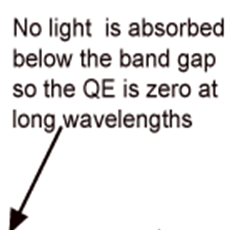 No light is absorbed
below the band gap
so the QE is zero at
long wavelengths